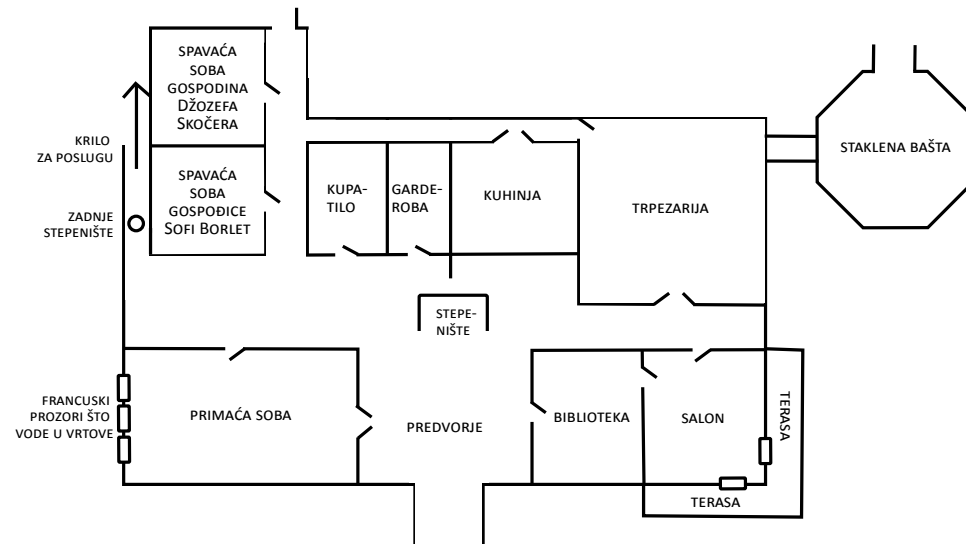 SPAVAĆA
SOBA
GOSPODINA
DŽOZEFA
SKOČERA
KRILO
ZA POSLUGU
SPAVAĆA
SOBA
GOSPOĐICE
SOFI BORLET
ZADNJE
STEPENIŠTE
KUPA-
TILO
GARDE-
ROBA
KUHINJA
TRPEZARIJA
STAKLENA BAŠTA
STEPE-
NIŠTE
FRANCUSKI
PROZORI ŠTO
VODE U VRTOVE
PRIMAĆA SOBA
PREDVORJE
BIBLIOTEKA
SALON
TERASA
TERASA